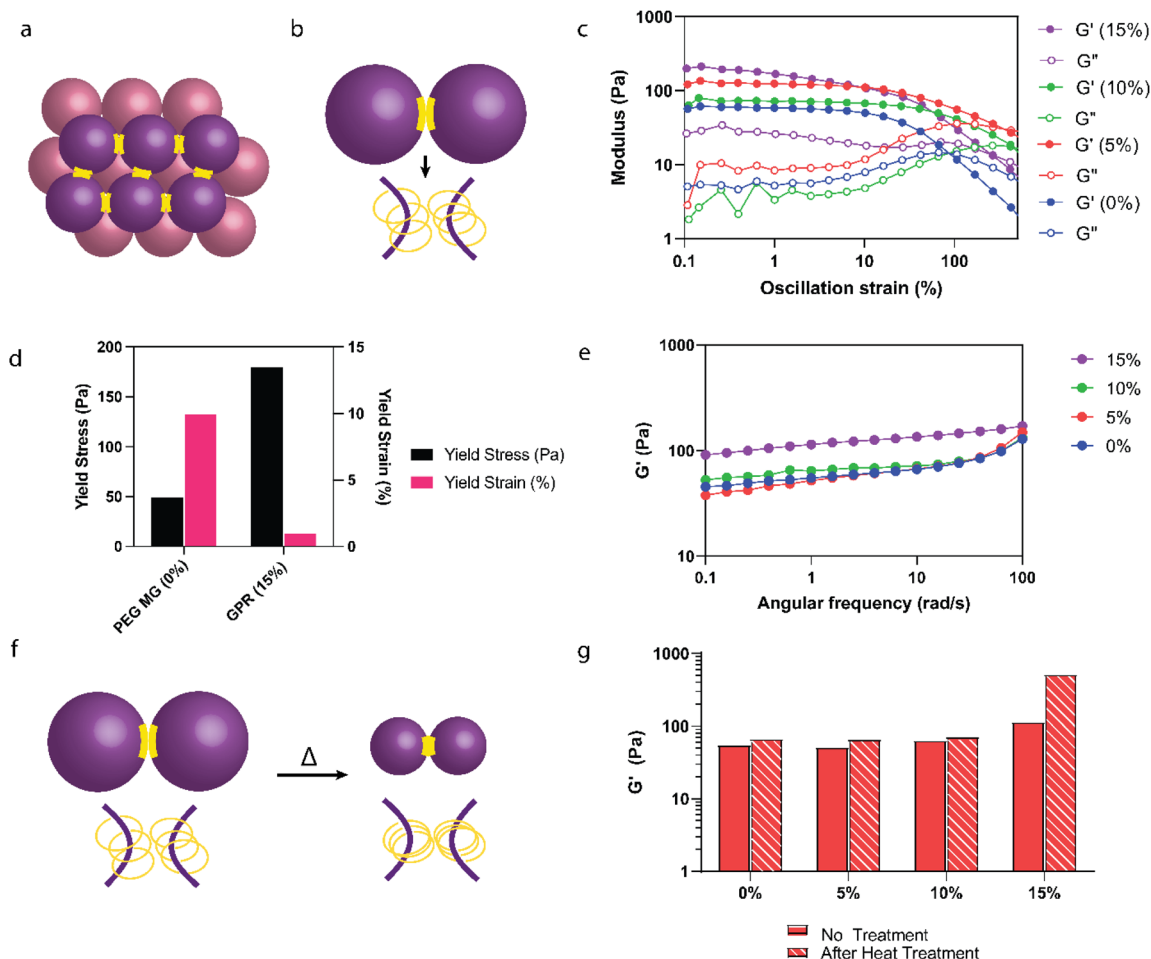 a
b
c
1000
100
10
1
Modulus (Pa)
0.1
1
10
100
Oscillation strain (%)
G' (15%)
G"
G' (10%)
G"
G' (5%)
G"
G' (0%)
G"
d
200
150
100
50
0
Yield Stress (Pa)
15
10
5
0
Yield Strain
(%)
PEG MG (0%)
GPR (15%)
Yield Stress (Pa)
Yield Strain (%)
e
1000
100
10
G' (Pa)
0.1
1
10
100
Angular frequency (rad/s)
15%
10%
5%
0%
f
Δ
g
1000
100
10
1
G' (Pa)
0%
5%
10%
15%
No Treatment
After Heat Treatment